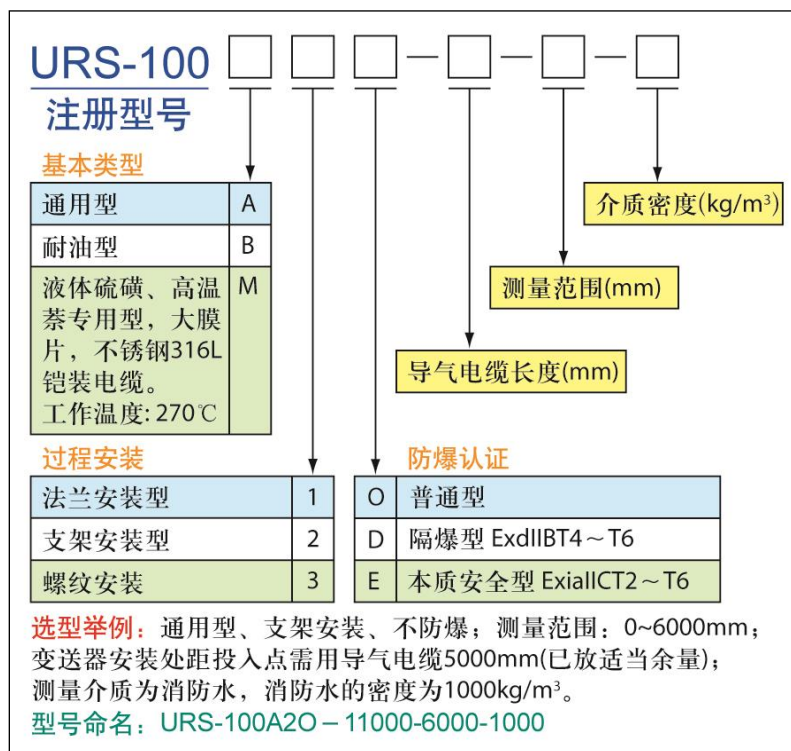 URS-100
注册型号
基本类型
通用型 A
耐油型 B
液体硫磺、高温 M
萘专用型，大膜
片，不锈钢316L
铠装电缆。
工作温度: 270℃
介质密度(kg/m³)
测量范围(mm)
导气电缆长度(mm)
过程安装
法兰安装型 1
支架安装型 2
螺纹安装 3
防爆认证
O 普通型
D 隔爆型 ExdIIBT4～T6
E 本质安全型 ExiaIICT2～T6
选型举例：通用型、支架安装、不防爆；测量范围：0~6000mm；
变送器安装处距投入点需用导气电缆5000mm(已放适当余量)；
测量介质为消防水，消防水的密度为1000kg/m³。
型号命名：URS-100A2O – 11000-6000-1000